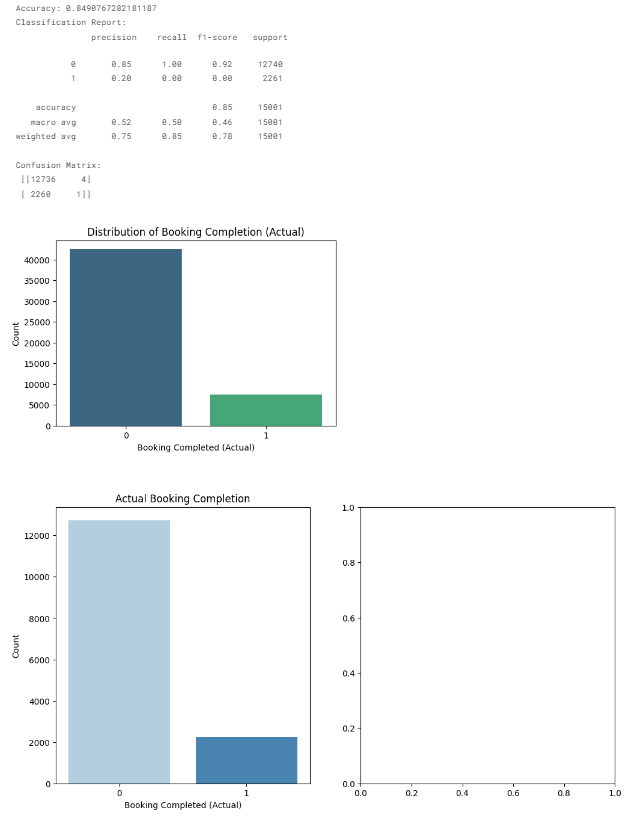 Accuracy: 0.8490767282181187
Classification Report:
precision recall f1-score support
0 0.85 1.00 0.92 12740
1 0.20 0.00 0.00 2261
accuracy 0.85 15001
macro avg 0.52 0.50 0.46 15001
weighted avg 0.75 0.85 0.78 15001
Confusion Matrix:
[[12736 4]
[ 2260 1]]
Distribution of Booking Completion (Actual)
40000
35000
30000
25000
20000
15000
10000
5000
0
Count
0 1
Booking Completed (Actual)
Actual Booking Completion
12000
10000
8000
6000
4000
2000
0
Count
0 1
Booking Completed (Actual)
1.0
0.8
0.6
0.4
0.2
0.0
0.0 0.2 0.4 0.6 0.8 1.0